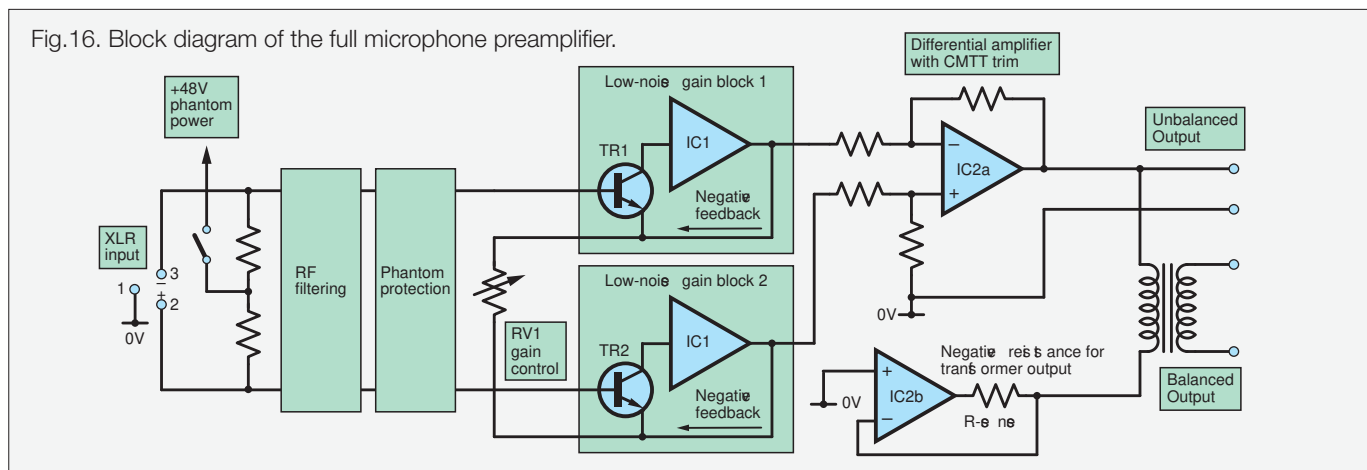 Fig.16. Block diagram of the full microphone preamplifier.
+48V
phantom
power
XLR
input
1
3
–
+
2
0V
RF
filtering
Phantom
protection
Low-noise gain block 1
TR1
IC1
Negative
feedback
RV1
gain
control
Low-noise gain block 2
TR2
IC1
Negative
feedback
Differential amplifier
with CMTT trim
–
+
IC2a
0V
Unbalanced
Output
0V
+
–
IC2b
Negative resistance for
transformer output
R-sense
Balanced
Output